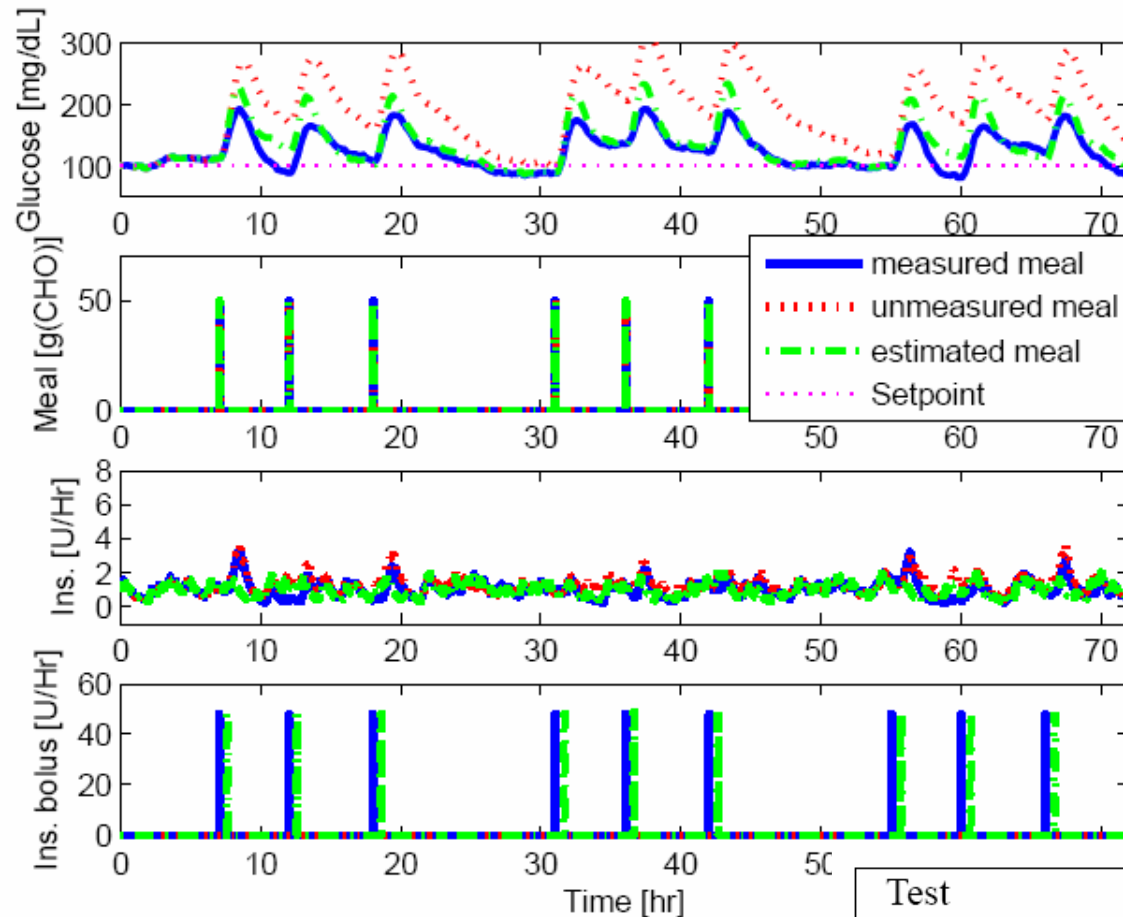 Glucose [mg/dL]
300
200
100
0 10 20 30 40 50 60 70
Meal [g(CHO)]
50
0
0 10 20 30 40 50 60 70
measured meal
unmeasured meal
estimated meal
Setpoint
Ins. [U/Hr]
8
6
4
2
0
0 10 20 30 40 50 60 70
Ins. bolus [U/Hr]
60
40
20
0
0 10 20 30 40 50 60 70
Time [hr]
Test